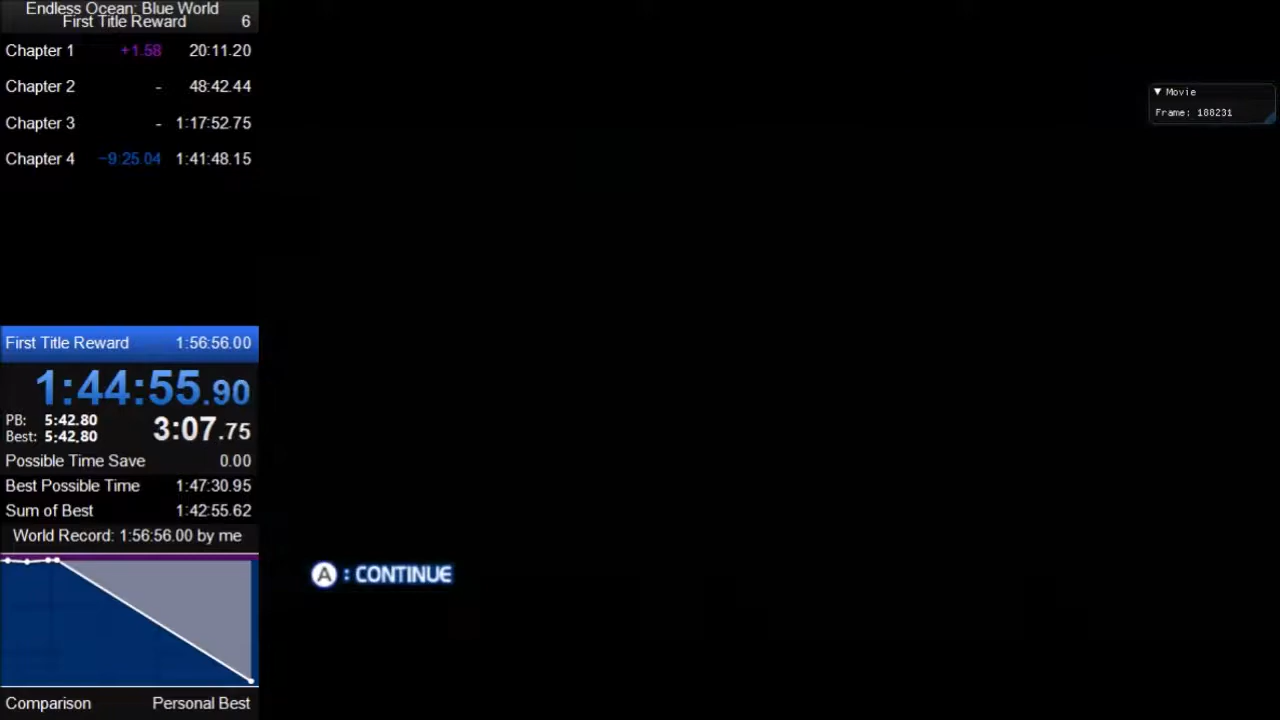 Endless Ocean: Blue World
First Title Reward 6
Chapter 1 +1.58 20:11.20
Chapter 2 - 48:42.44
Chapter 3 - 1:17:52.75
Chapter 4 −9:25.04 1:41:48.15
First Title Reward 1:56:56.00
1:44:55.90
PB: 5:42.80
Best: 5:42.80
3:07.75
Possible Time Save 0.00
Best Possible Time 1:47:30.95
Sum of Best 1:42:55.62
World Record: 1:56:56.00 by me
Comparison Personal Best
▼ Movie
Frame: 188231
A : CONTINUE